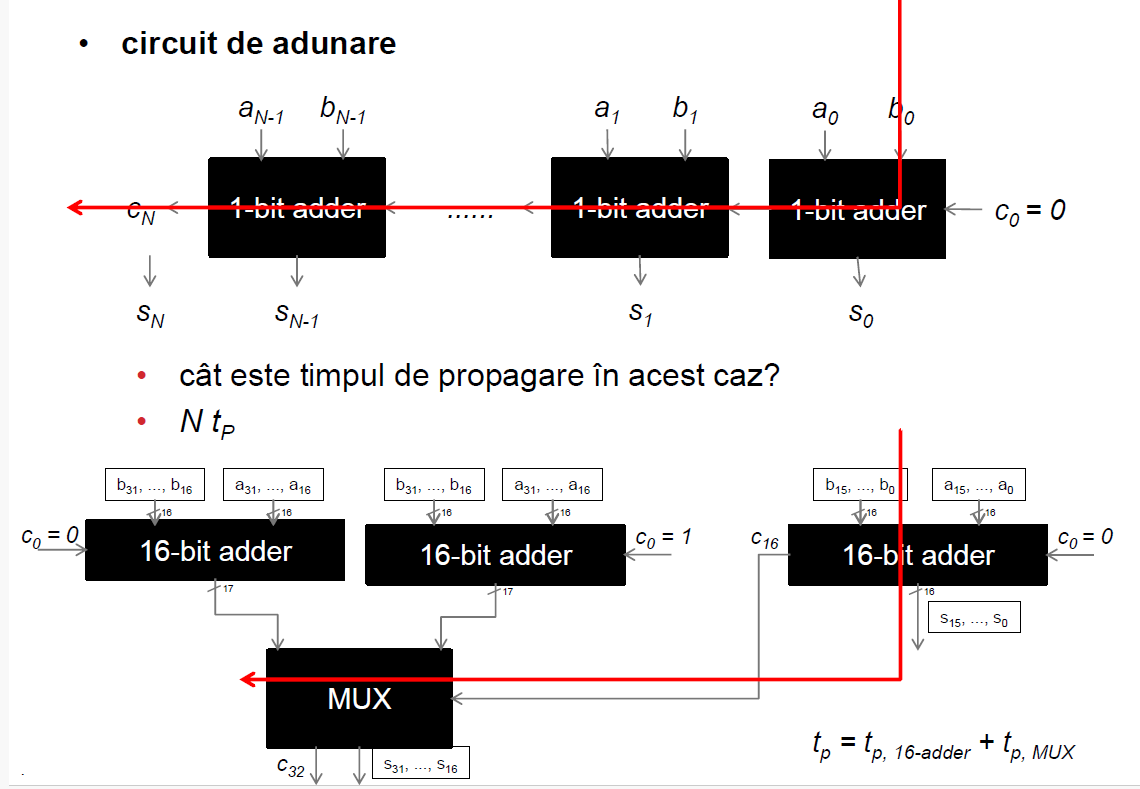 • circuit de adunare
a_{N-1} b_{N-1} a_1 b_1 a_0 b_0
c_N 1-bit adder ...... 1-bit adder 1-bit adder c_0 = 0
s_N s_{N-1} s_1 s_0
• cât este timpul de propagare în acest caz?
• N t_P
b_{31}, ..., b_{16} a_{31}, ..., a_{16} b_{31}, ..., b_{16} a_{31}, ..., a_{16} b_{15}, ..., b_0 a_{15}, ..., a_0
16 16 16 16 16 16
c_0 = 0 16-bit adder 16-bit adder c_0 = 1 c_{16} 16-bit adder c_0 = 0
17 17 16
s_{15}, ..., s_0
MUX
t_p = t_{p, 16-adder} + t_{p, MUX}
c_{32} s_{31}, ..., s_{16}